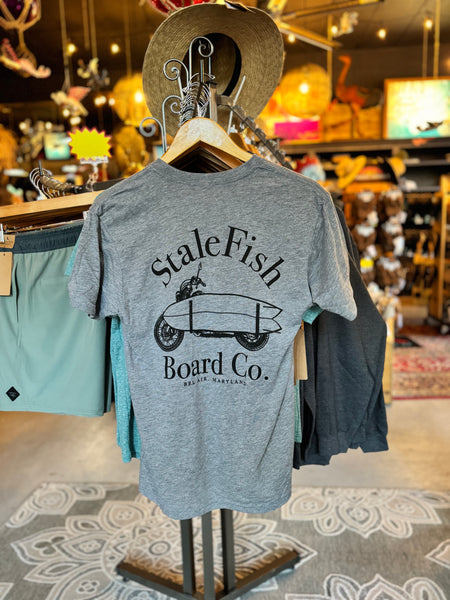 StaleFish
Board Co.
BEL AIR, MARYLAND